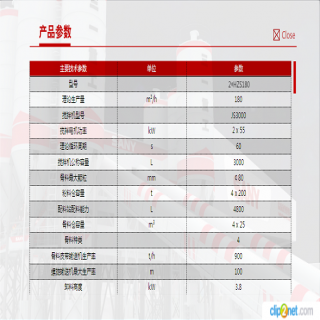 产品参数
Close
主要技术参数 单位 参数
型号 2HHZS180
理论生产量 m³/h 180
搅拌机型号 JS3000
搅拌电机功率 kW 2 x 55
理论循环周期 s 60
搅拌机公称容量 L 3000
骨料最大颗粒 mm
粉料仓容量 t 4 x 200
配料站配料能力 L 4800
骨料仓容量 m³ 4 x 25
骨料种类 4
骨料皮带输送机生产率 t/h 900
螺旋输送机最大生产率 m 100
卸料高度 kW 3.8
clip2net.com